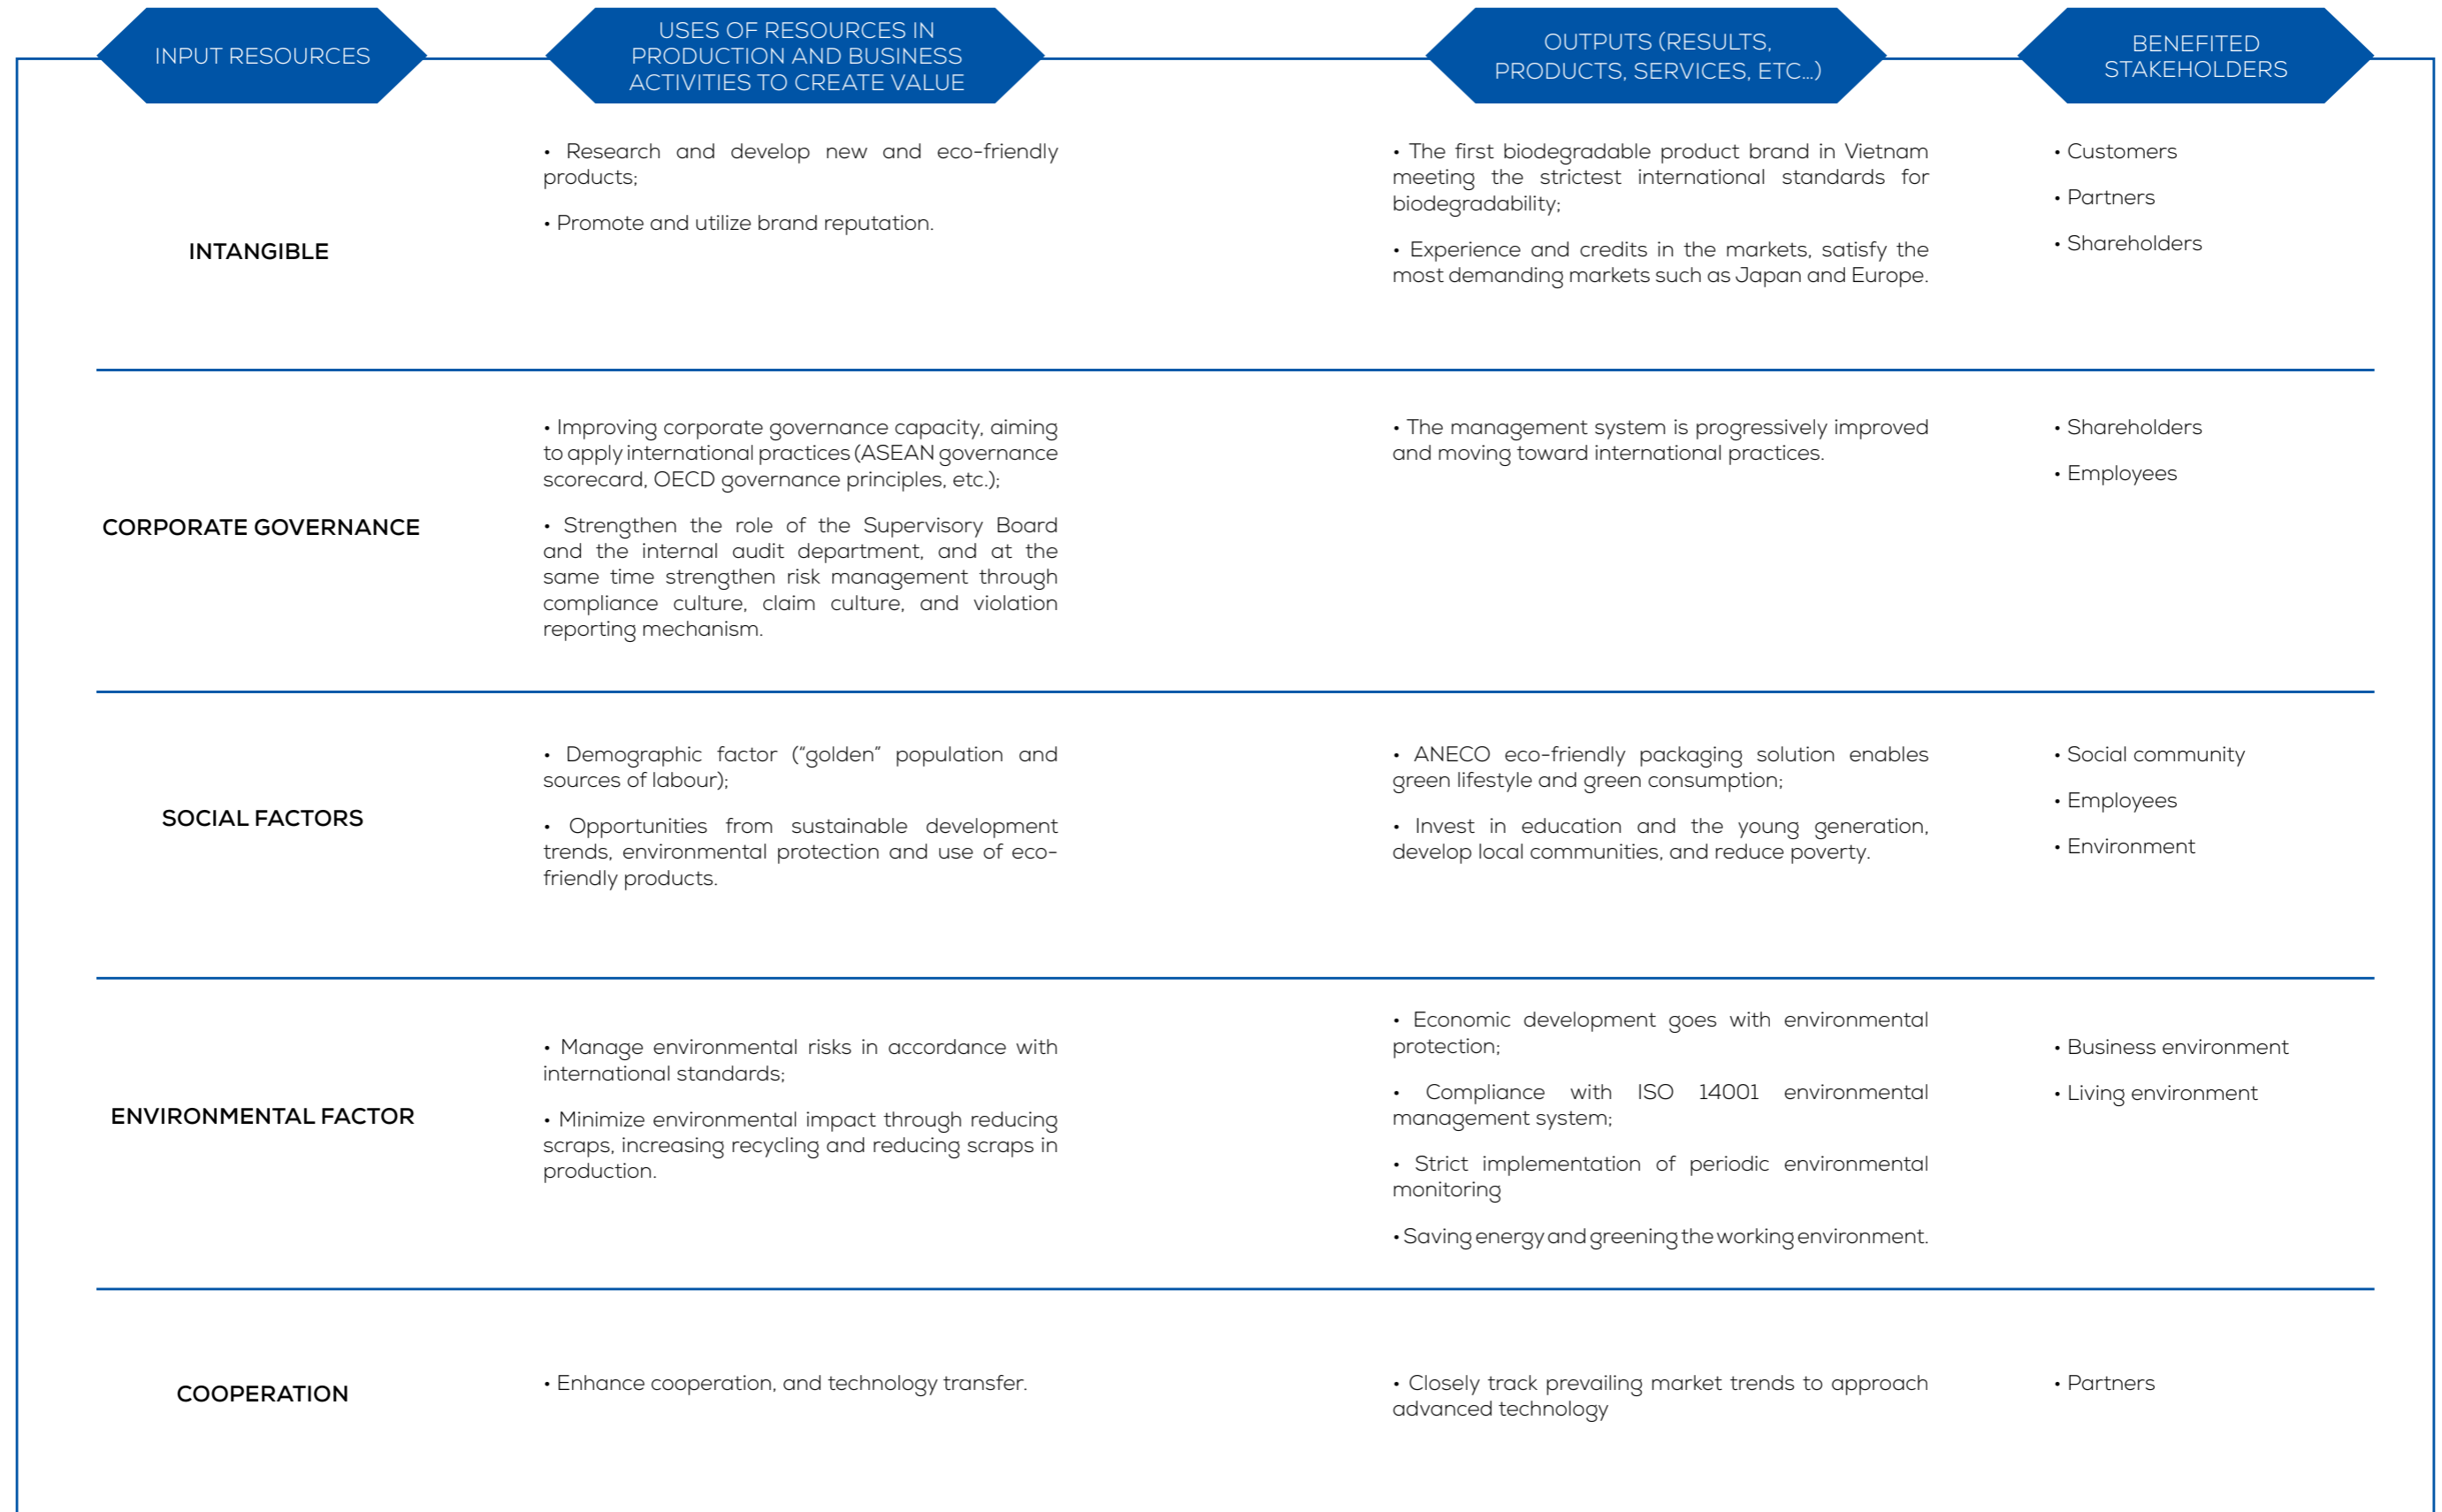 INPUT RESOURCES
USES OF RESOURCES IN
PRODUCTION AND BUSINESS
ACTIVITIES TO CREATE VALUE
OUTPUTS (RESULTS,
PRODUCTS, SERVICES, ETC...)
BENEFITED
STAKEHOLDERS
INTANGIBLE
• Research and develop new and eco-friendly
products;
• Promote and utilize brand reputation.
• The first biodegradable product brand in Vietnam
meeting the strictest international standards for
biodegradability;
• Experience and credits in the markets, satisfy the
most demanding markets such as Japan and Europe.
• Customers
• Partners
• Shareholders
CORPORATE GOVERNANCE
• Improving corporate governance capacity, aiming
to apply international practices (ASEAN governance
scorecard, OECD governance principles, etc.);
• Strengthen the role of the Supervisory Board
and the internal audit department, and at the
same time strengthen risk management through
compliance culture, claim culture, and violation
reporting mechanism.
• The management system is progressively improved
and moving toward international practices.
• Shareholders
• Employees
SOCIAL FACTORS
• Demographic factor (“golden” population and
sources of labour);
• Opportunities from sustainable development
trends, environmental protection and use of eco-
friendly products.
• ANECO eco-friendly packaging solution enables
green lifestyle and green consumption;
• Invest in education and the young generation,
develop local communities, and reduce poverty.
• Social community
• Employees
• Environment
ENVIRONMENTAL FACTOR
• Manage environmental risks in accordance with
international standards;
• Minimize environmental impact through reducing
scraps, increasing recycling and reducing scraps in
production.
• Economic development goes with environmental
protection;
• Compliance with ISO 14001 environmental
management system;
• Strict implementation of periodic environmental
monitoring
• Saving energy and greening the working environment.
• Business environment
• Living environment
COOPERATION
• Enhance cooperation, and technology transfer.
• Closely track prevailing market trends to approach
advanced technology
• Partners